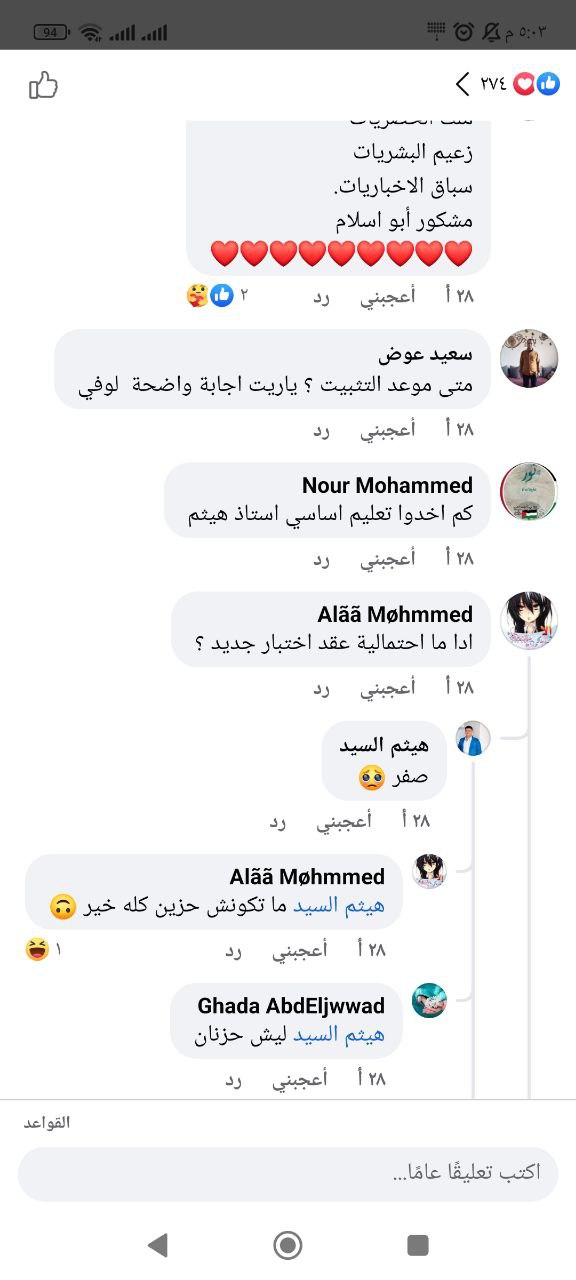 ٥:٠٣ م
94
٢٧٤
زعيم البشريات
سباق الاخباريات.
مشكور أبو اسلام
❤️❤️❤️❤️❤️❤️❤️❤️❤️
٢٨ أ أعجبني رد ٢
سعيد عوض
متى موعد التثبيت ؟ ياريت اجابة واضحة لوفي
٢٨ أ أعجبني رد
Nour Mohammed
كم اخدوا تعليم اساسي استاذ هيثم
٢٨ أ أعجبني رد
Alãã Møhmmed
ادا ما احتمالية عقد اختبار جديد ؟
٢٨ أ أعجبني رد
هيثم السيد
صفر 🥺
٢٨ أ أعجبني رد
Alãã Møhmmed
هيثم السيد ما تكونش حزين كله خير 🙃
٢٨ أ أعجبني رد ١
Ghada AbdEljwwad
هيثم السيد ليش حزنان
٢٨ أ أعجبني رد
القواعد
اكتب تعليقًا عامًا...